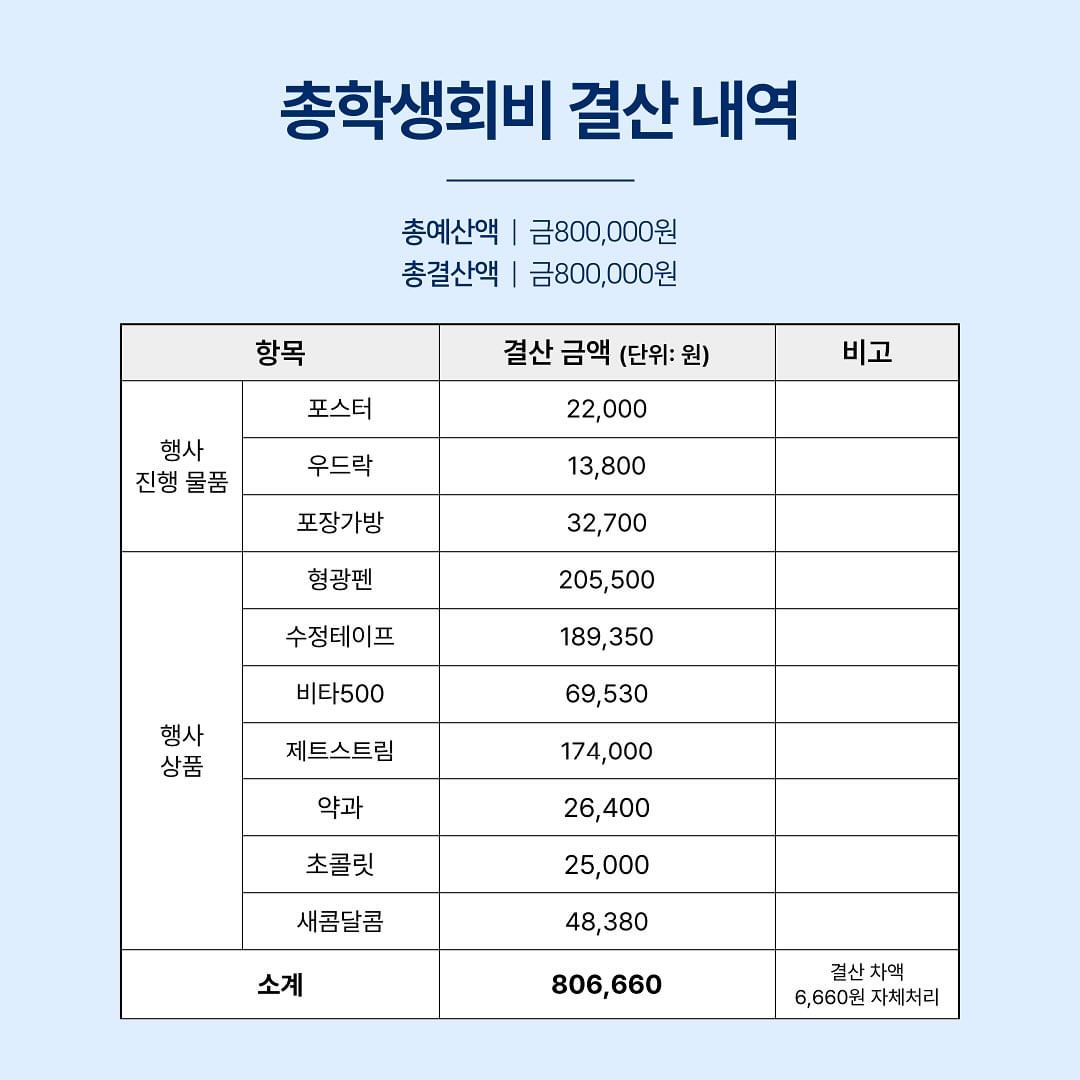 총학생회비 결산 내역
총예산액 | 금800,000원
총결산액 | 금800,000원
항목 결산 금액 (단위: 원) 비고
행사
진행 물품
포스터 22,000
우드락 13,800
포장가방 32,700
행사
상품
형광펜 205,500
수정테이프 189,350
비타500 69,530
제트스트림 174,000
약과 26,400
초콜릿 25,000
새콤달콤 48,380
소계 806,660
결산 차액
6,660원 자체처리